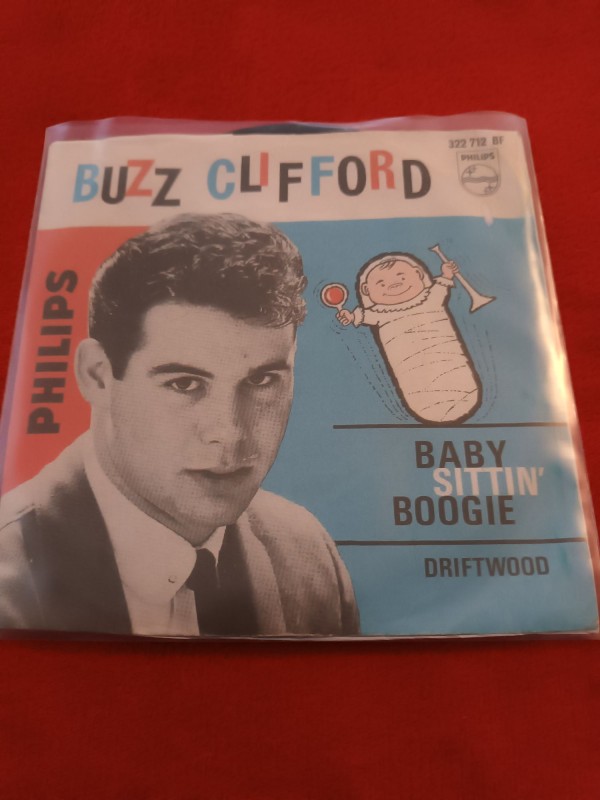 322 712 BF
BUZZ CLIFFORD
PHILIPS
PHILIPS
BABY
SITTIN'
BOOGIE
DRIFTWOOD